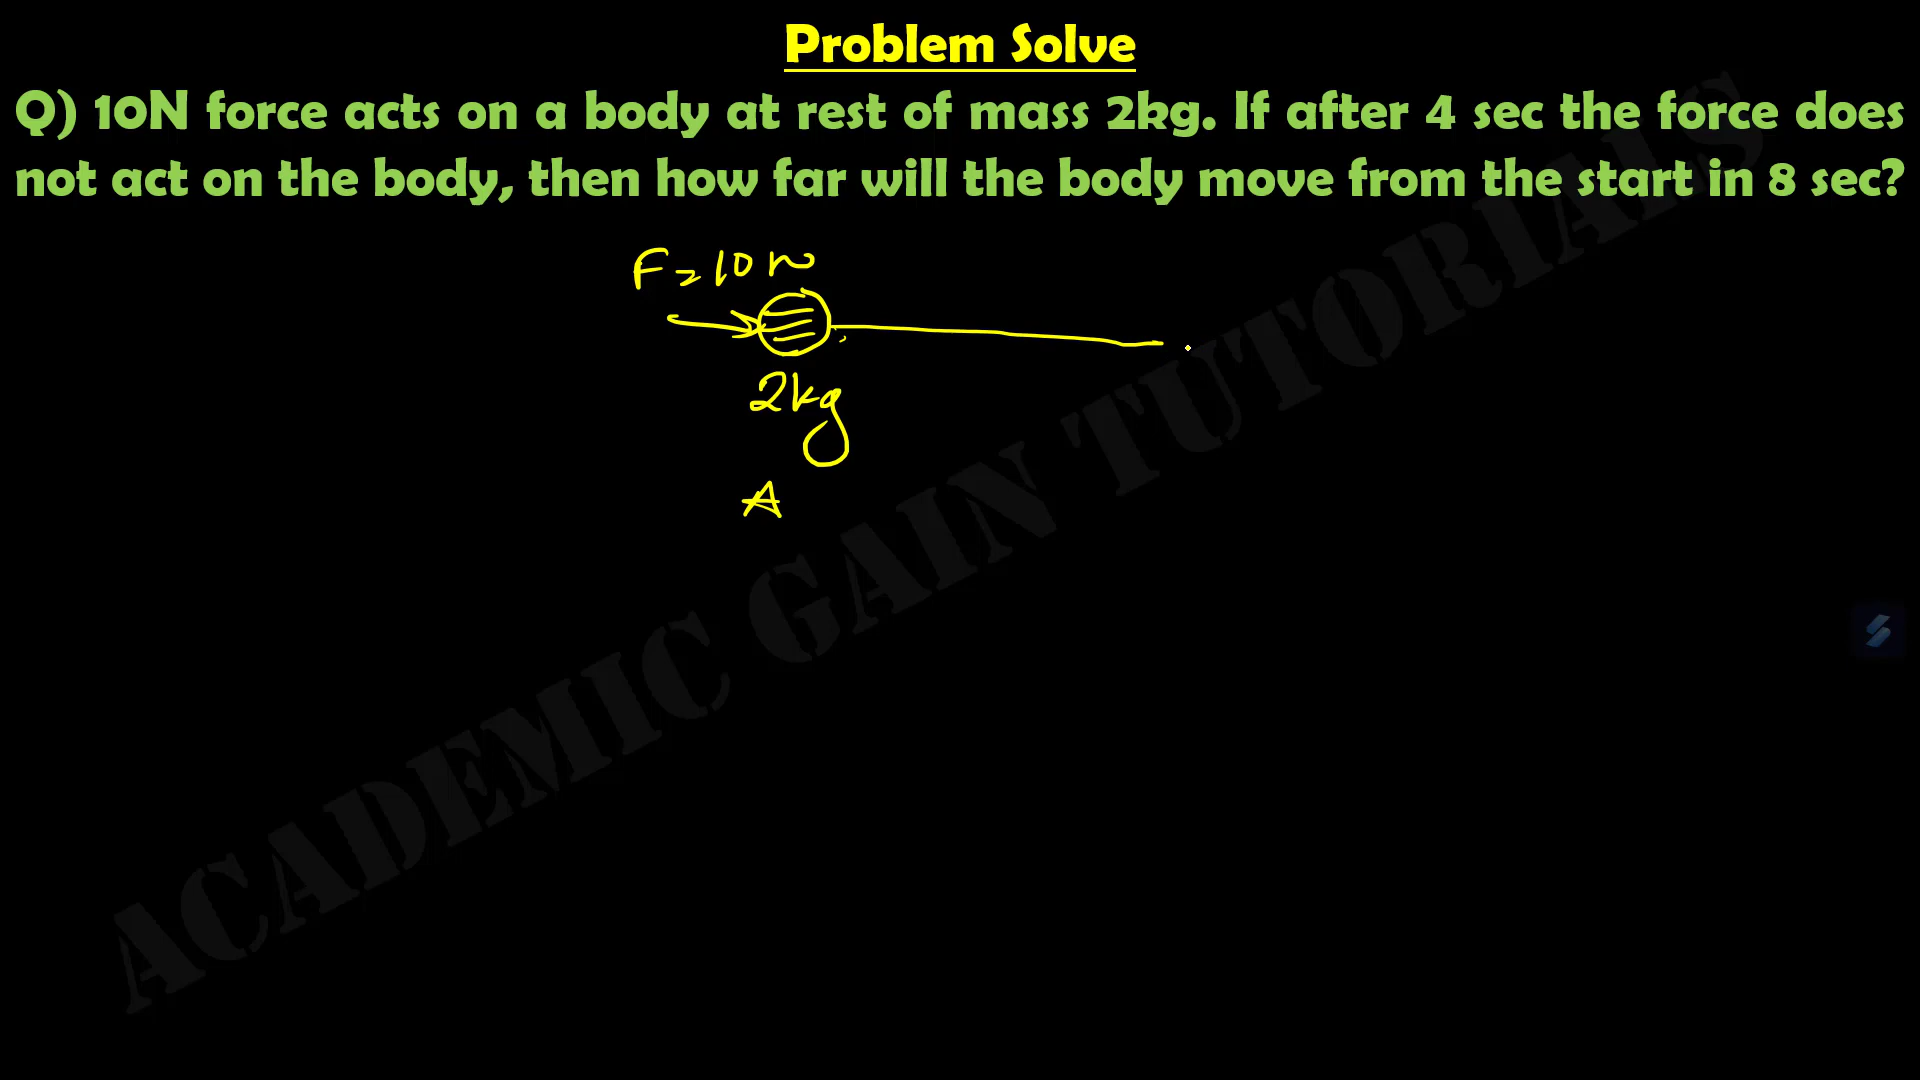 Problem Solve
Q) 10N force acts on a body at rest of mass 2kg. If after 4 sec the force does
not act on the body, then how far will the body move from the start in 8 sec?
F = 10 N
2kg
A
ACADEMIC GAIN TUTORIALS